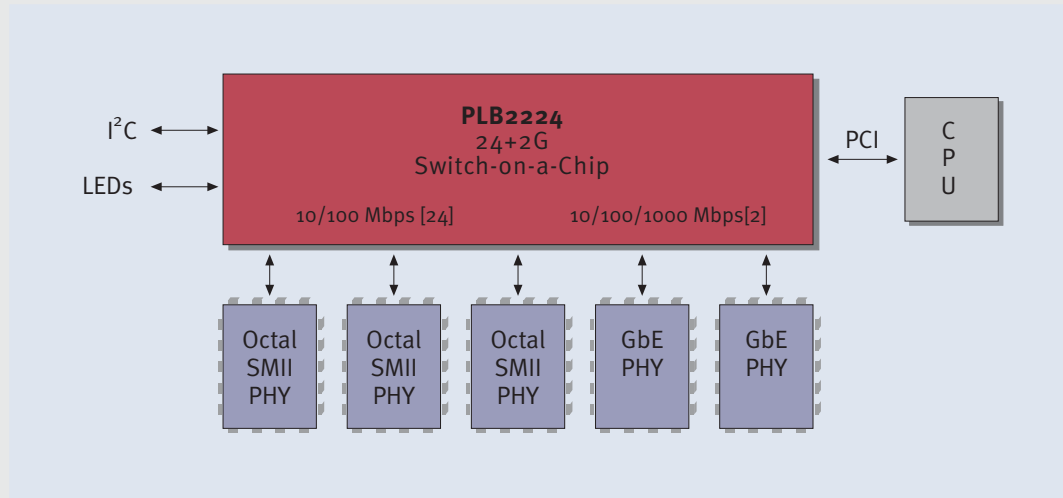 PLB2224
24+2G
Switch-on-a-Chip
I²C
LEDs
PCI
C
P
U
10/100 Mbps [24]
10/100/1000 Mbps[2]
Octal
SMII
PHY
Octal
SMII
PHY
Octal
SMII
PHY
GbE
PHY
GbE
PHY